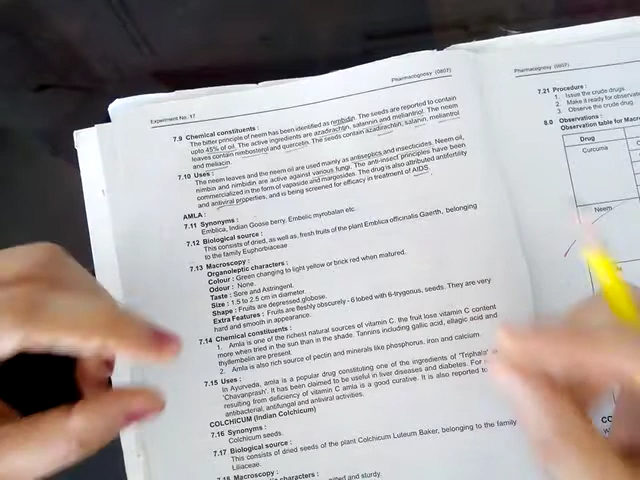 Experiment No. 17
Pharmacognosy (0807)
7.9 Chemical constituents :
The bitter principle of neem has been identified as nimbidin. The seeds are reported to contain
upto 45% of oil. The active ingredients are azadirachtin, salannin and meliantriol. The neem
leaves contain nimbosterol and quercetin. The seeds contain azadirachtin, salanin, meliantriol
and meliacin.
7.10 Uses :
The neem leaves and the neem oil are used mainly as antiseptics and insecticides. Neem oil,
nimbin and nimbidin are active against various fungi. The anti-insect principles have been
commercialized in the form of vapaside and margosides. The drug is also attributed antifertility
and antiviral properties, and is being screened for efficacy in treatment of AIDS.
AMLA :
7.11 Synonyms :
Emblica, Indian Goose berry, Embelic myrobalan etc.
7.12 Biological source :
This consists of dried, as well as, fresh fruits of the plant Emblica officinalis Gaerth, belonging
to the family Euphorbiaceae
7.13 Macroscopy :
Organoleptic characters :
Colour : Green changing to light yellow or brick red when matured.
Odour : None.
Taste : Sore and Astringent.
Size : 1.5 to 2.5 cm in diameter.
Shape : Fruits are depressed,globose.
Extra Features : Fruits are fleshy obscurely - 6 lobed with 6-trygonus, seeds. They are very
hard and smooth in appearance.
7.14 Chemical constituents :
1. Amla is one of the richest natural sources of vitamin C. the fruit lose vitamin C content
more when tried in the sun than in the shade. Tannins including gallic acid, ellagic acid and
thyllembelin are present.
2. Amla is also rich source of pectin and minerals like phosphorus, iron and calcium.
7.15 Uses :
In Ayurveda, amla is a popular drug constituting one of the ingredients of "Triphala"
'Chavanprash'. It has been claimed to be useful in liver diseases and diabetes. For
resulting from deficiency of vitamin C amla is a good curative. It is also reported to
antibacterial, antifungal and antiviral activities.
COLCHICUM (Indian Colchicum)
7.16 Synonyms :
Colchicum seeds.
7.17 Biological source :
This consists of dried seeds of the plant Colchicum Luteum Baker, belonging to the family
Liliaceae.
7.18 Macroscopy :
characters :
and sturdy.
Pharmacognosy (0807)
7.21 Procedure :
1. Issue the crude drugs.
2. Make it ready for
3. Observe the crude drug
8.0 Observations :
Observation table for
Drug
Curcuma
Neem